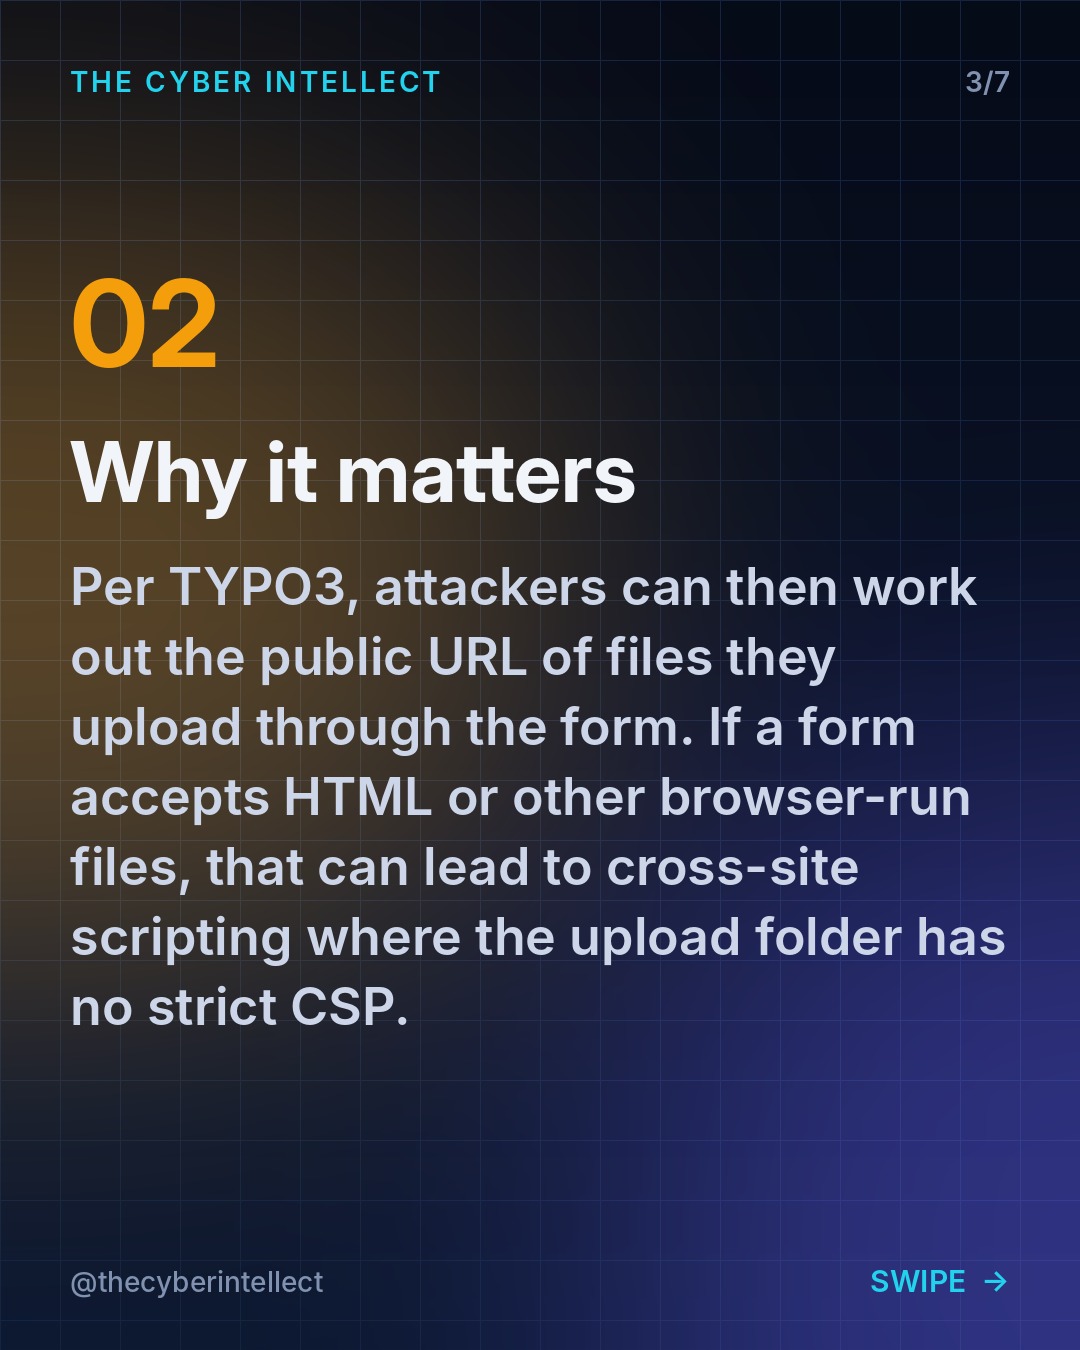 THE CYBER INTELLECT
3/7
02
Why it matters
Per TYPO3, attackers can then work
out the public URL of files they
upload through the form. If a form
accepts HTML or other browser-run
files, that can lead to cross-site
scripting where the upload folder has
no strict CSP.
@thecyberintellect
SWIPE →